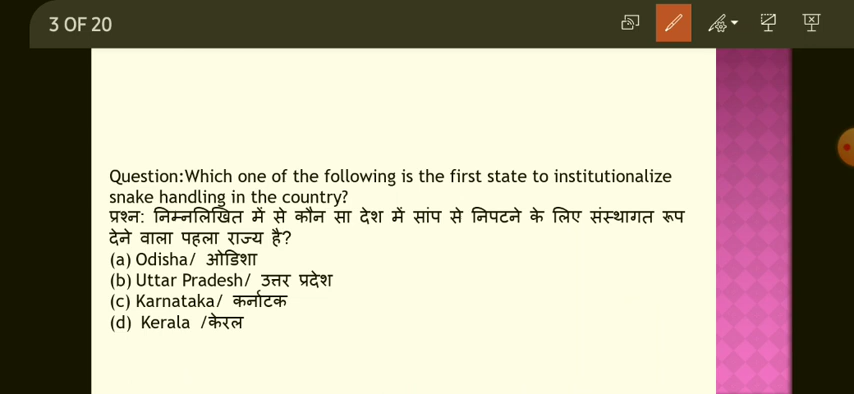 3 OF 20
Question:Which one of the following is the first state to institutionalize
snake handling in the country?
प्रश्न: निम्नलिखित में से कौन सा देश में सांप से निपटने के लिए संस्थागत रूप
देने वाला पहला राज्य है?
(a) Odisha/ ओडिशा
(b) Uttar Pradesh/ उत्तर प्रदेश
(c) Karnataka/ कर्नाटक
(d) Kerala /केरल